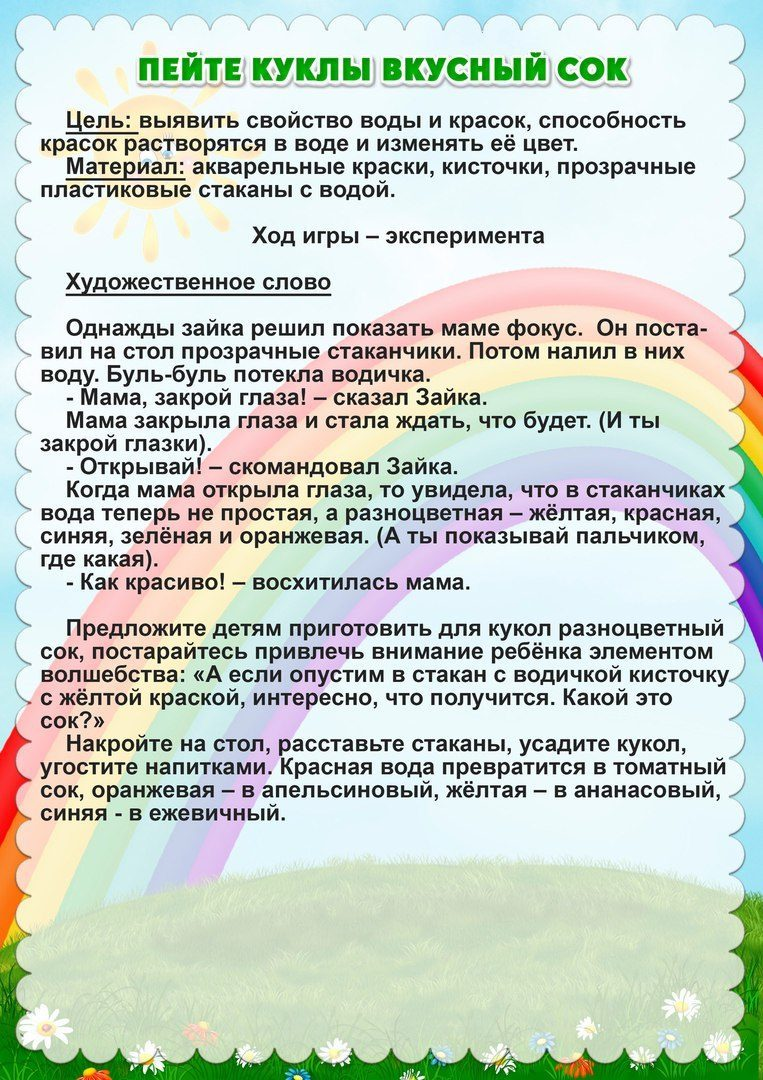 ПЕЙТЕ КУКЛЫ ВКУСНЫЙ СОК
Цель: выявить свойство воды и красок, способность
красок растворятся в воде и изменять её цвет.
Материал: акварельные краски, кисточки, прозрачные
пластиковые стаканы с водой.
Ход игры – эксперимента
Художественное слово
Однажды зайка решил показать маме фокус. Он поста-
вил на стол прозрачные стаканчики. Потом налил в них
воду. Буль-буль потекла водичка.
- Мама, закрой глаза! – сказал Зайка.
Мама закрыла глаза и стала ждать, что будет. (И ты
закрой глазки).
- Открывай! – скомандовал Зайка.
Когда мама открыла глаза, то увидела, что в стаканчиках
вода теперь не простая, а разноцветная – жёлтая, красная,
синяя, зелёная и оранжевая. (А ты показывай пальчиком,
где какая).
- Как красиво! – восхитилась мама.
Предложите детям приготовить для кукол разноцветный
сок, постарайтесь привлечь внимание ребёнка элементом
волшебства: «А если опустим в стакан с водичкой кисточку
с жёлтой краской, интересно, что получится. Какой это
сок?»
Накройте на стол, расставьте стаканы, усадите кукол,
угостите напитками. Красная вода превратится в томатный
сок, оранжевая – в апельсиновый, жёлтая – в ананасовый,
синяя - в ежевичный.